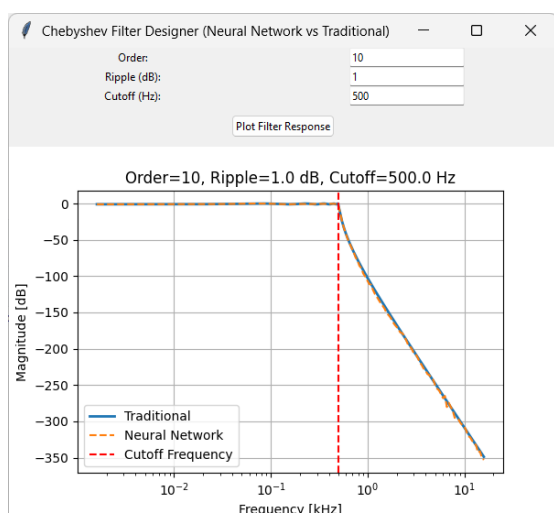 Chebyshev Filter Designer (Neural Network vs Traditional)
Order: 10
Ripple (dB): 1
Cutoff (Hz): 500
Plot Filter Response
Order=10, Ripple=1.0 dB, Cutoff=500.0 Hz
Magnitude [dB]
0
−50
−100
−150
−200
−250
−300
−350
Traditional
Neural Network
Cutoff Frequency
10⁻² 10⁻¹ 10⁰ 10¹
Frequency [kHz]